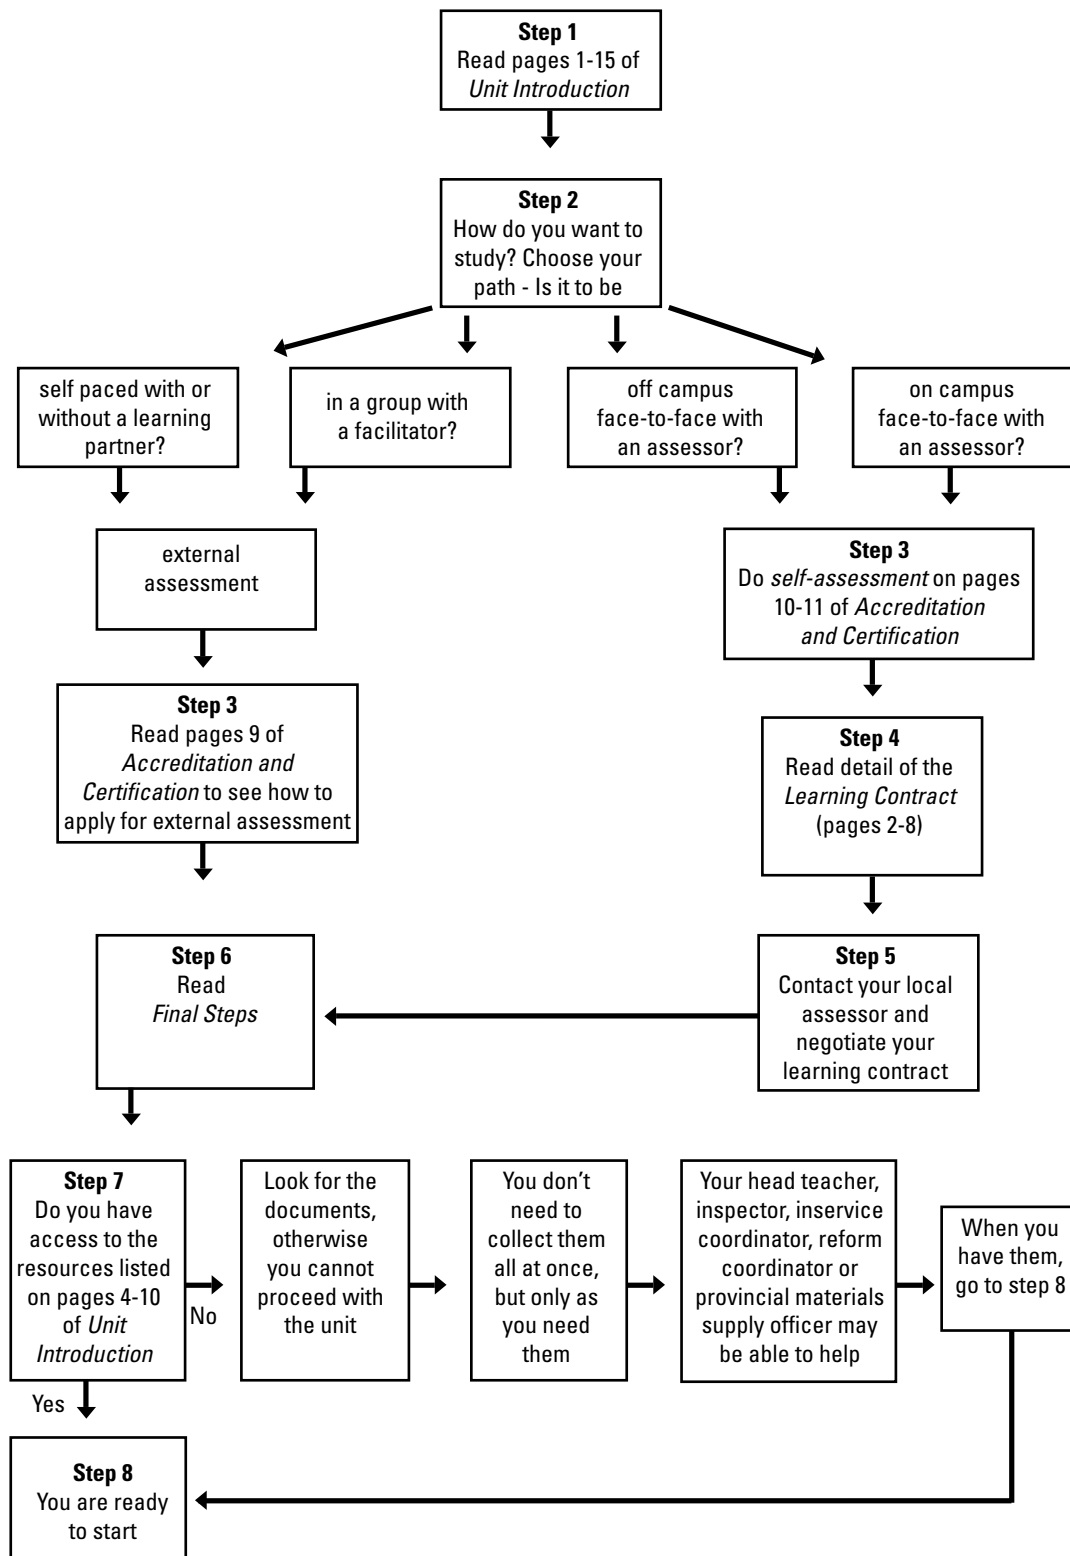 Step 1
Read pages 1-15 of
Unit Introduction
Step 2
How do you want to
study? Choose your
path - Is it to be
self paced with or
without a learning
partner?
in a group with
a facilitator?
off campus
face-to-face with
an assessor?
on campus
face-to-face with
an assessor?
external
assessment
Step 3
Do self-assessment on pages
10-11 of Accreditation
and Certification
Step 3
Read pages 9 of
Accreditation and
Certification to see how to
apply for external assessment
Step 4
Read detail of the
Learning Contract
(pages 2-8)
Step 6
Read
Final Steps
Step 5
Contact your local
assessor and
negotiate your
learning contract
Step 7
Do you have
access to the
resources listed
on pages 4-10
of Unit
Introduction
No
Look for the
documents,
otherwise
you cannot
proceed with
the unit
You don't
need to
collect them
all at once,
but only as
you need
them
Your head teacher,
inspector, inservice
coordinator, reform
coordinator or
provincial materials
supply officer may
be able to help
When you
have them,
go to step 8
Yes
Step 8
You are ready
to start